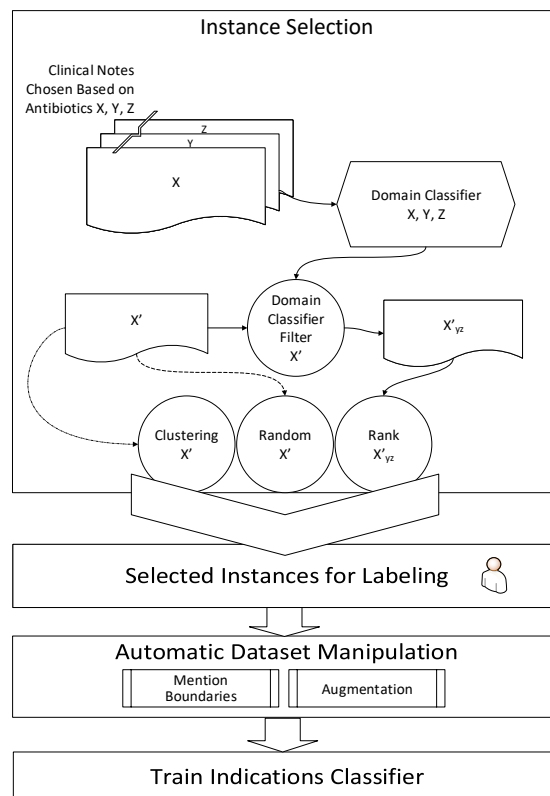 Instance Selection
Clinical Notes
Chosen Based on
Antibiotics X, Y, Z
Z
Y
X
Domain Classifier
X, Y, Z
Domain
Classifier
Filter
X’
X’
X’yz
Clustering
X’
Random
X’
Rank
X’yz
Selected Instances for Labeling
Automatic Dataset Manipulation
Mention
Boundaries
Augmentation
Train Indications Classifier